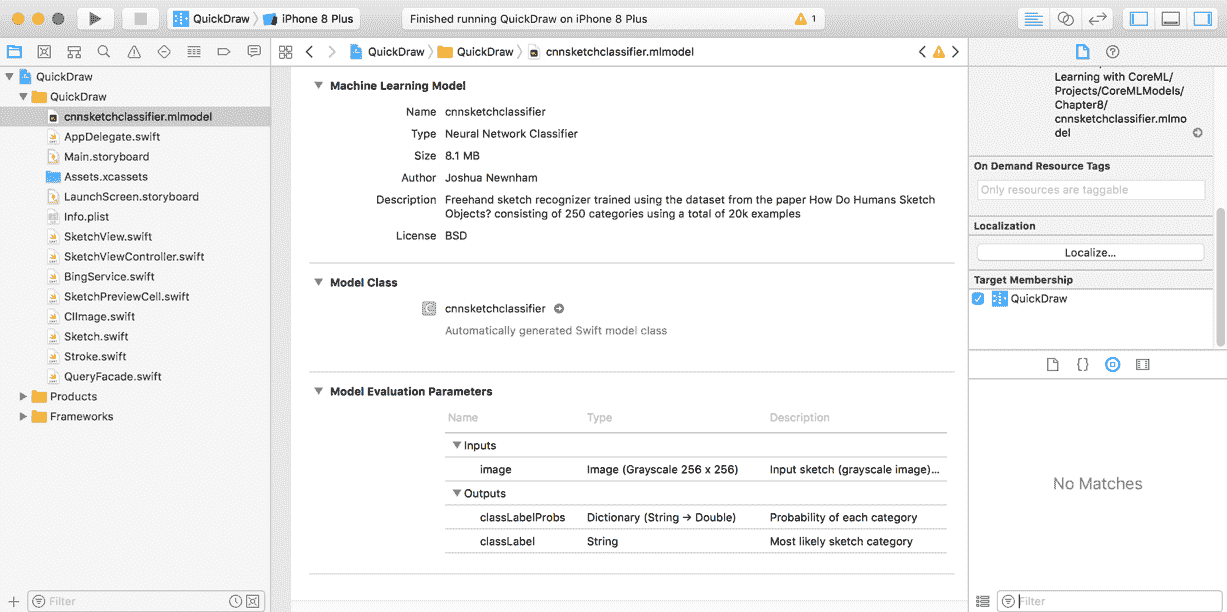 QuickDraw
iPhone 8 Plus
Finished running QuickDraw on iPhone 8 Plus
1
QuickDraw
QuickDraw
cnnsketchclassifier.mlmodel
QuickDraw
QuickDraw
cnnsketchclassifier.mlmodel
AppDelegate.swift
Main.storyboard
Assets.xcassets
LaunchScreen.storyboard
Info.plist
SketchView.swift
SketchViewController.swift
BingService.swift
SketchPreviewCell.swift
CIImage.swift
Sketch.swift
Stroke.swift
QueryFacade.swift
Products
Frameworks
Filter
Machine Learning Model
Name cnnsketchclassifier
Type Neural Network Classifier
Size 8.1 MB
Author Joshua Newnham
Description Freehand sketch recognizer trained using the dataset from the paper How Do Humans Sketch
Objects? consisting of 250 categories using a total of 20k examples
License BSD
Model Class
cnnsketchclassifier
Automatically generated Swift model class
Model Evaluation Parameters
Name Type Description
Inputs
image Image (Grayscale 256 x 256) Input sketch (grayscale image)...
Outputs
classLabelProbs Dictionary (String → Double) Probability of each category
classLabel String Most likely sketch category
Learning with CoreML/
Projects/CoreMLModels/
Chapter8/
cnnsketchclassifier.mlmo
del
On Demand Resource Tags
Only resources are taggable
Localization
Localize...
Target Membership
QuickDraw
{}
No Matches
Filter